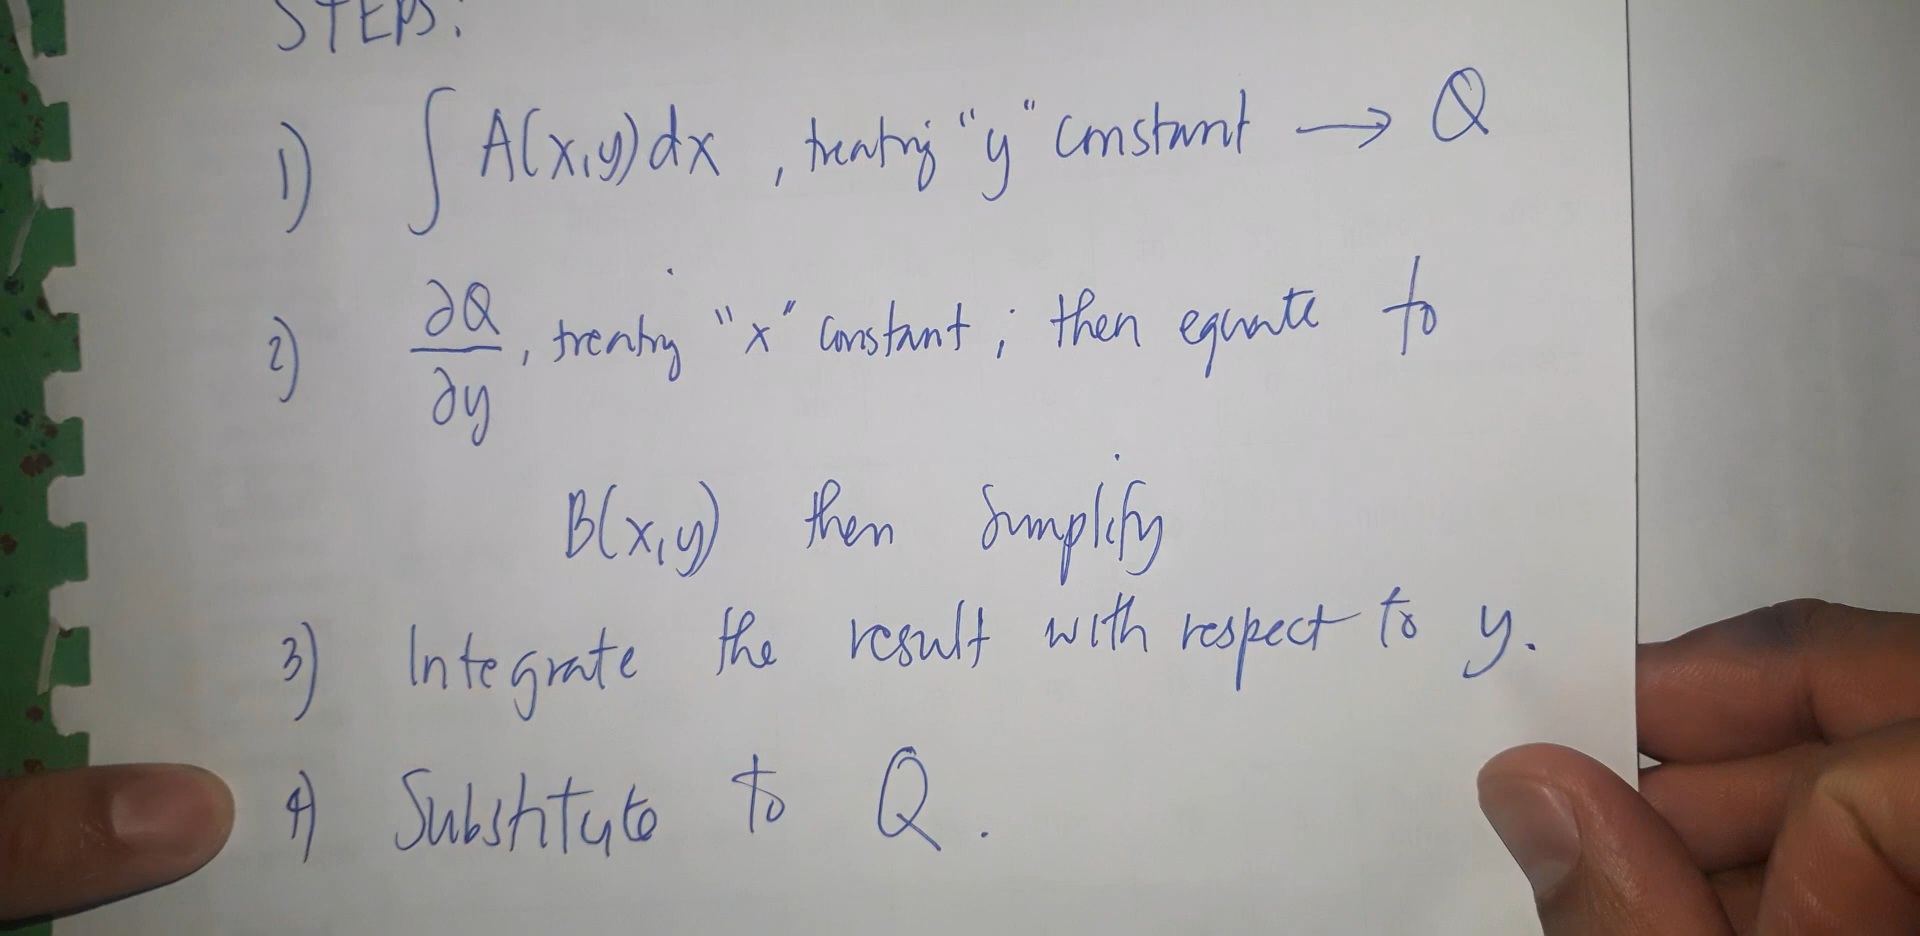 STEPS:
1) ∫ A(x,y)dx , treating "y" constant → Q
2) ∂Q/∂y , treating "x" constant ; then equate to
B(x,y) then simplify
3) Integrate the result with respect to y.
4) Substitute to Q.